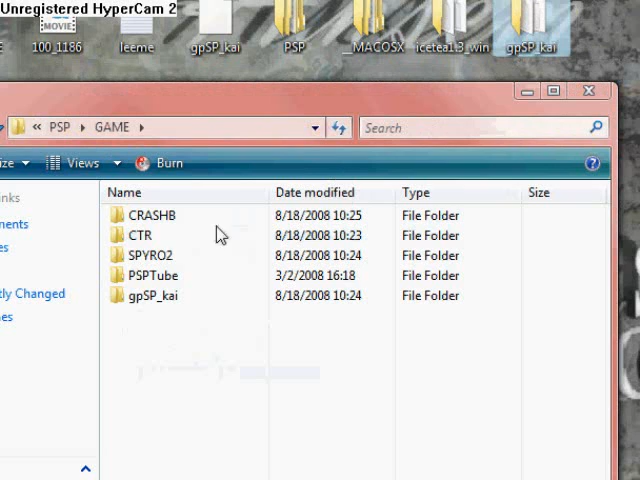 Unregistered HyperCam 2
100_1186 leeme gpSP_kai PSP __MACOSX icetea1.3_win gpSP_kai
« PSP GAME Search
ize Views Burn
inks Name Date modified Type Size
CRASHB 8/18/2008 10:25 File Folder
ments CTR 8/18/2008 10:23 File Folder
es SPYRO2 8/18/2008 10:24 File Folder
PSPTube 3/2/2008 16:18 File Folder
tly Changed gpSP_kai 8/18/2008 10:24 File Folder
es